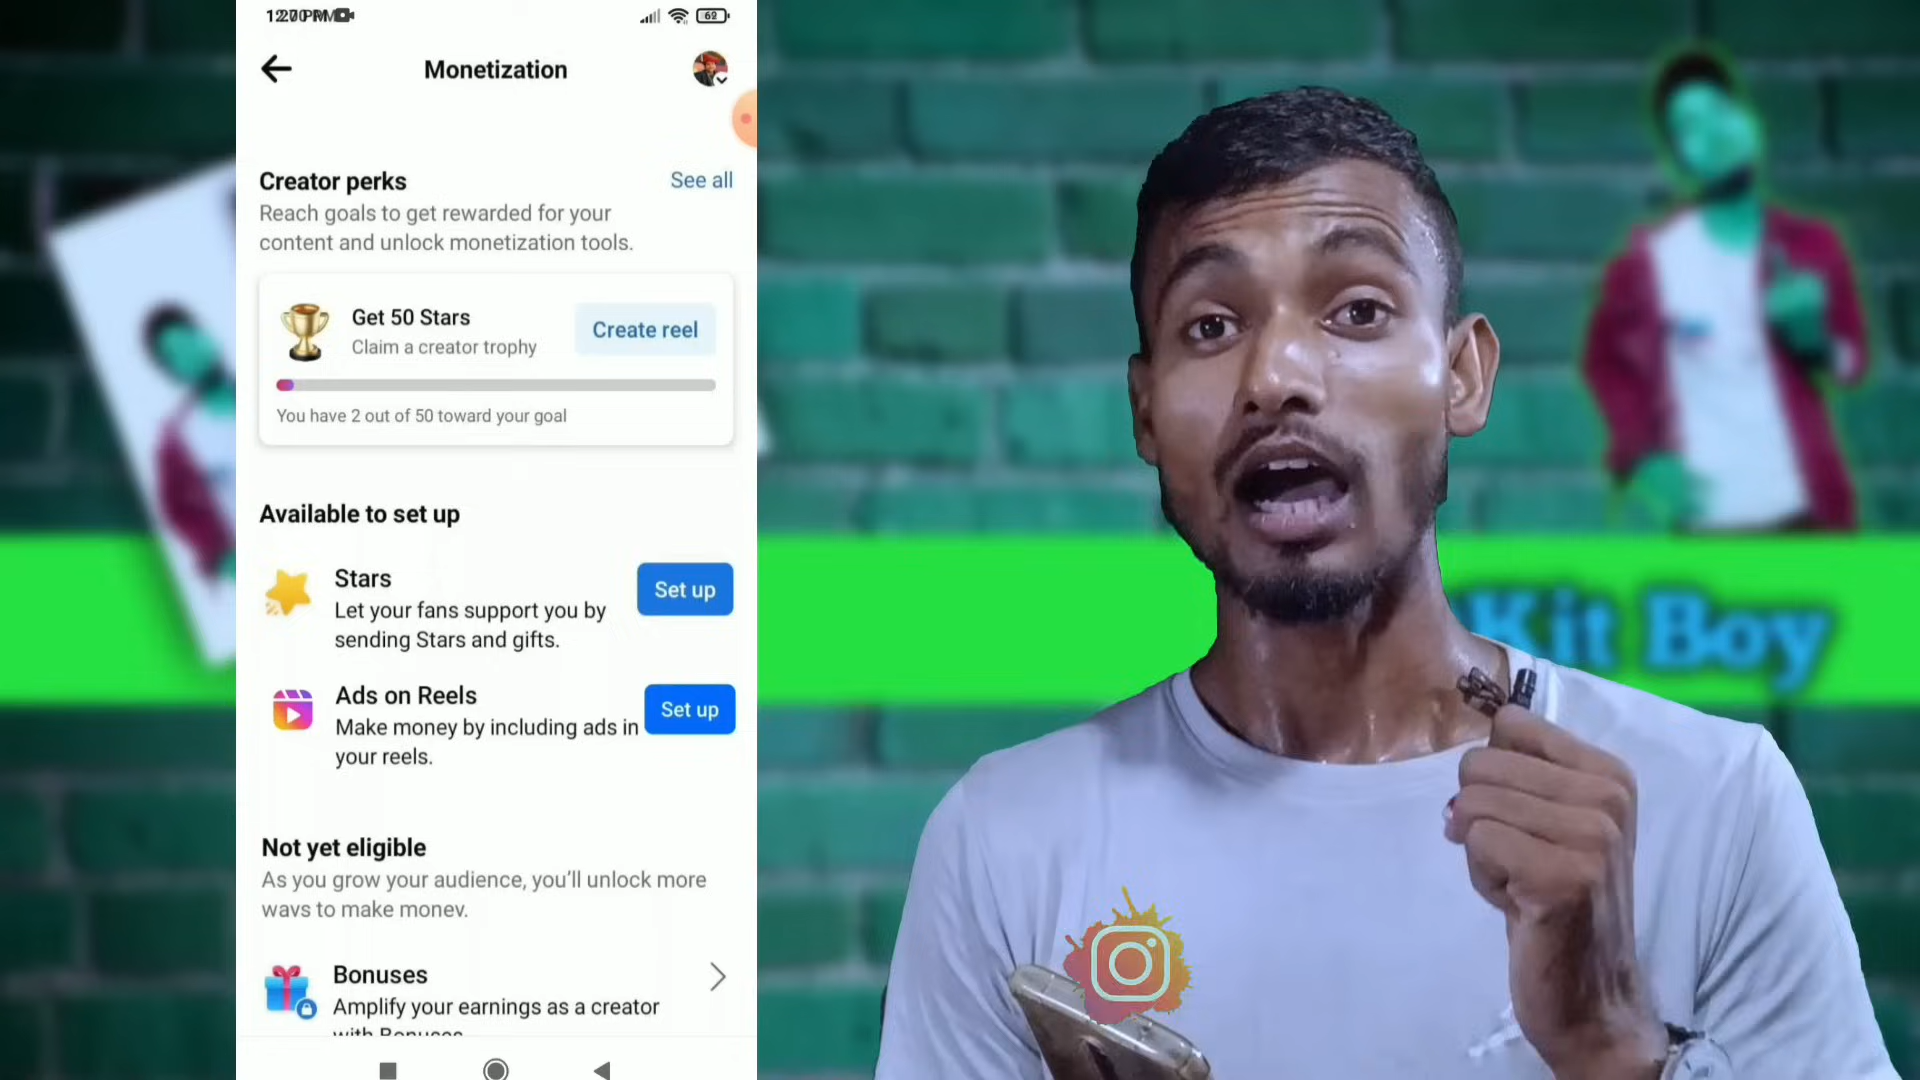 Monetization
Creator perks
See all
Reach goals to get rewarded for your
content and unlock monetization tools.
Get 50 Stars
Claim a creator trophy
Create reel
You have 2 out of 50 toward your goal
Available to set up
Stars
Let your fans support you by
sending Stars and gifts.
Set up
Ads on Reels
Make money by including ads in
your reels.
Set up
Not yet eligible
As you grow your audience, you'll unlock more
ways to make money.
Bonuses
Amplify your earnings as a creator
with Bonuses
Kit Boy
62